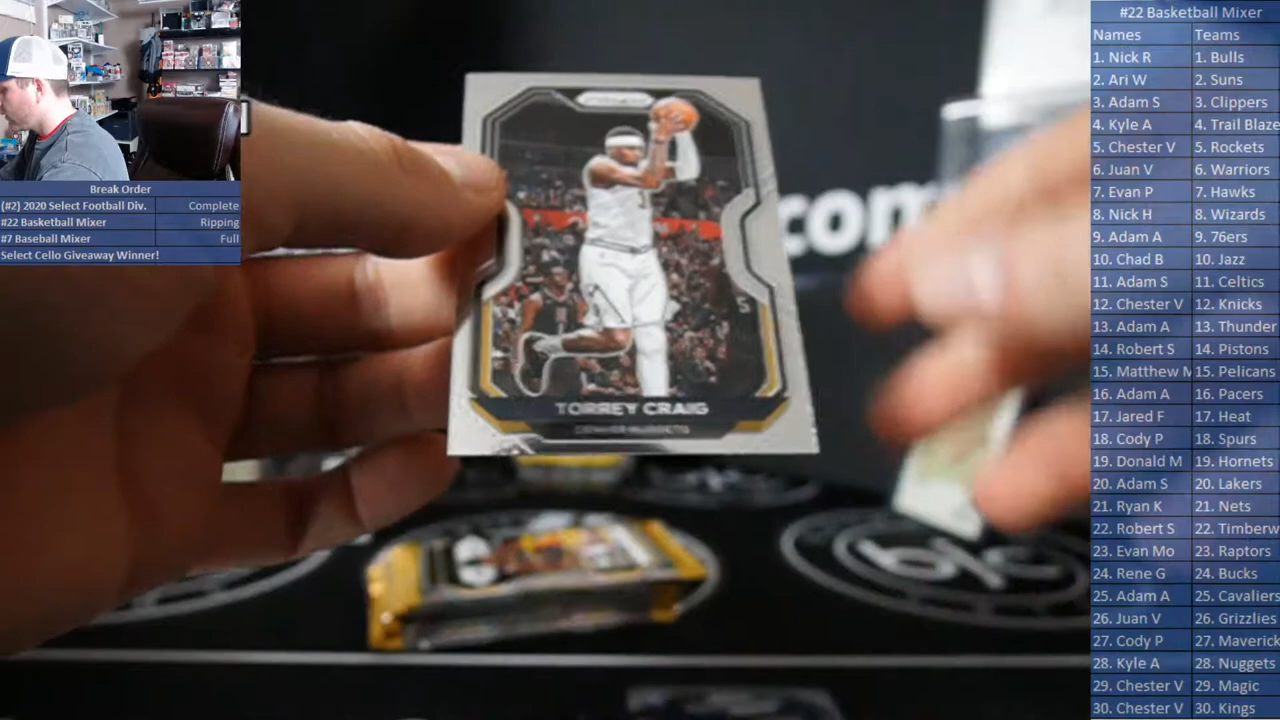 Break Order
(#2) 2020 Select Football Div. Complete
#22 Basketball Mixer Ripping
#7 Baseball Mixer Full
Select Cello Giveaway Winner!
.com
TORREY CRAIG
DENVER NUGGETS
#22 Basketball Mixer
Names Teams
1. Nick R 1. Bulls
2. Ari W 2. Suns
3. Adam S 3. Clippers
4. Kyle A 4. Trail Blaze
5. Chester V 5. Rockets
6. Juan V 6. Warriors
7. Evan P 7. Hawks
8. Nick H 8. Wizards
9. Adam A 9. 76ers
10. Chad B 10. Jazz
11. Adam S 11. Celtics
12. Chester V 12. Knicks
13. Adam A 13. Thunder
14. Robert S 14. Pistons
15. Matthew M 15. Pelicans
16. Adam A 16. Pacers
17. Jared F 17. Heat
18. Cody P 18. Spurs
19. Donald M 19. Hornets
20. Adam S 20. Lakers
21. Ryan K 21. Nets
22. Robert S 22. Timberw
23. Evan Mo 23. Raptors
24. Rene G 24. Bucks
25. Adam A 25. Cavaliers
26. Juan V 26. Grizzlies
27. Cody P 27. Maverick
28. Kyle A 28. Nuggets
29. Chester V 29. Magic
30. Chester V 30. Kings